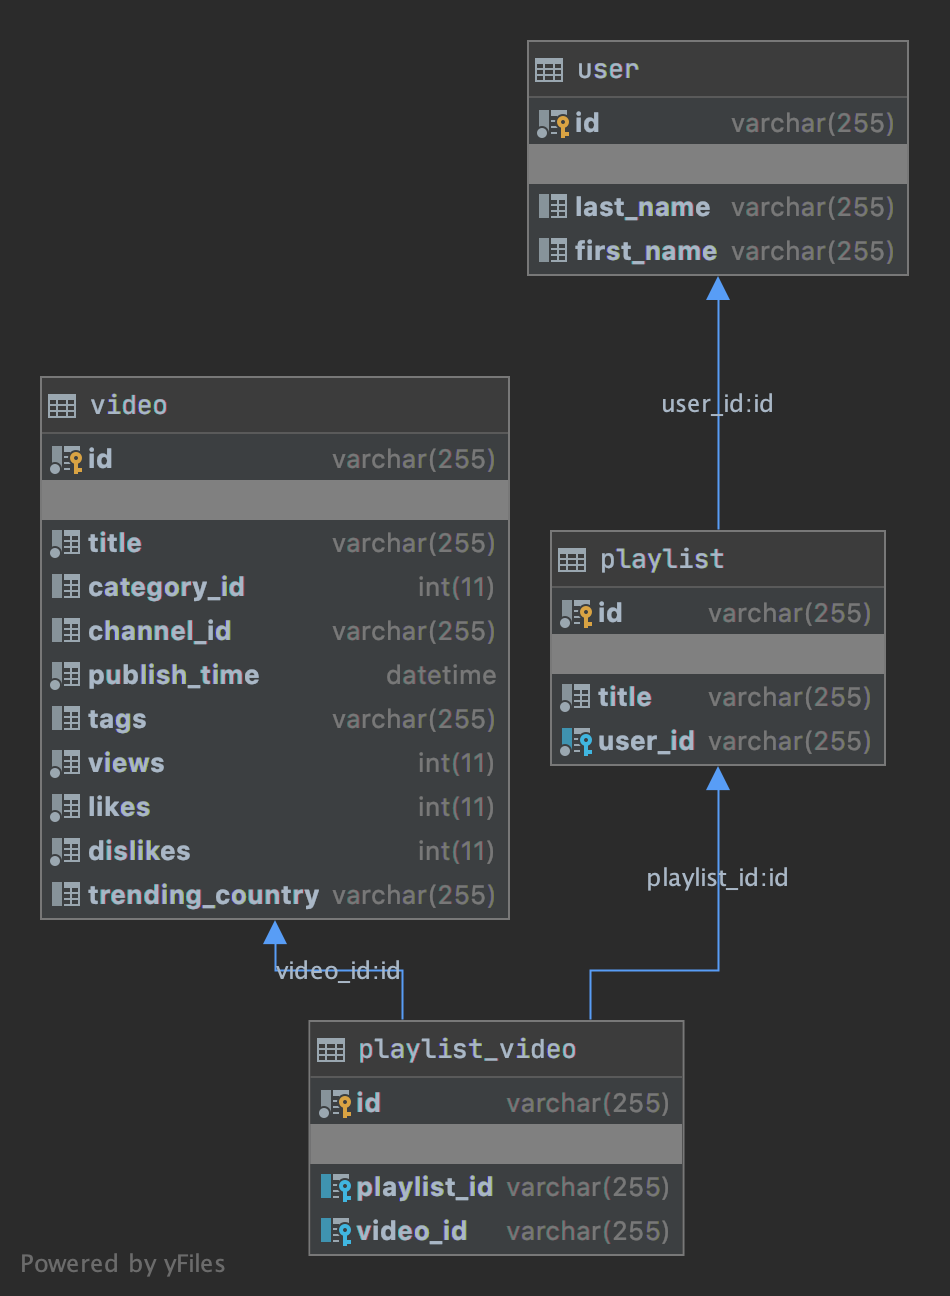 user
id varchar(255)
last_name varchar(255)
first_name varchar(255)
user_id:id
video
id varchar(255)
title varchar(255)
category_id int(11)
channel_id varchar(255)
publish_time datetime
tags varchar(255)
views int(11)
likes int(11)
dislikes int(11)
trending_country varchar(255)
playlist
id varchar(255)
title varchar(255)
user_id varchar(255)
playlist_id:id
video_id:id
playlist_video
id varchar(255)
playlist_id varchar(255)
video_id varchar(255)
Powered by yFiles